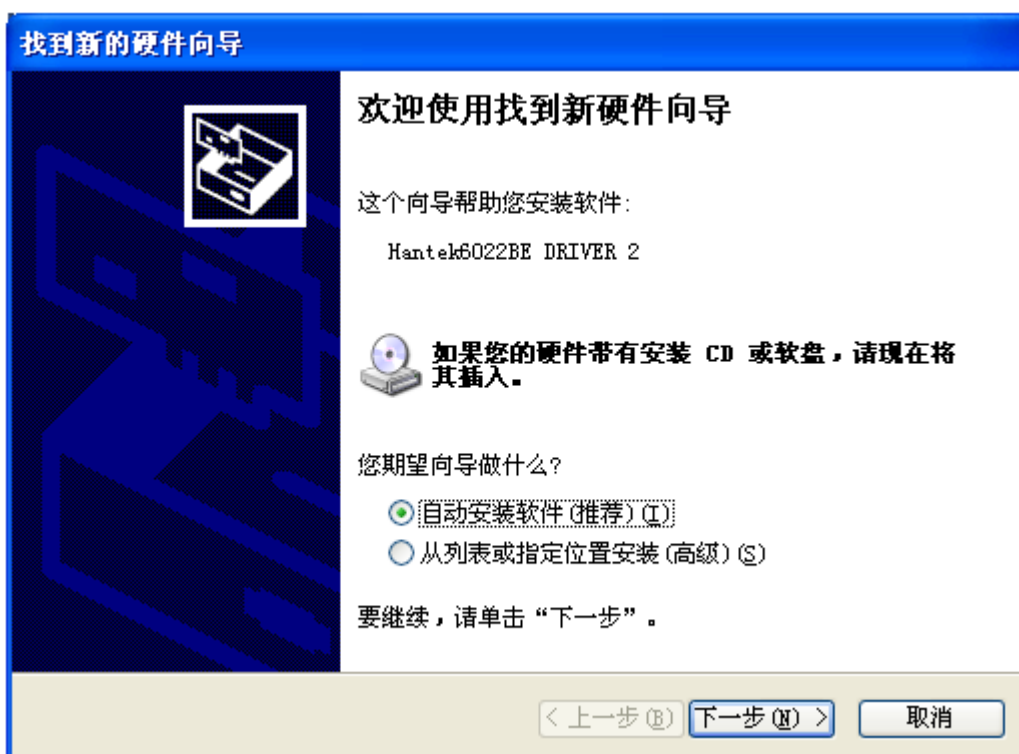 找到新的硬件向导
欢迎使用找到新硬件向导
这个向导帮助您安装软件:
Hantek6022BE DRIVER 2
如果您的硬件带有安装 CD 或软盘，请现在将
其插入。
您期望向导做什么?
自动安装软件(推荐)(I)
从列表或指定位置安装(高级)(S)
要继续，请单击“下一步”。
< 上一步(B) 下一步(N) > 取消